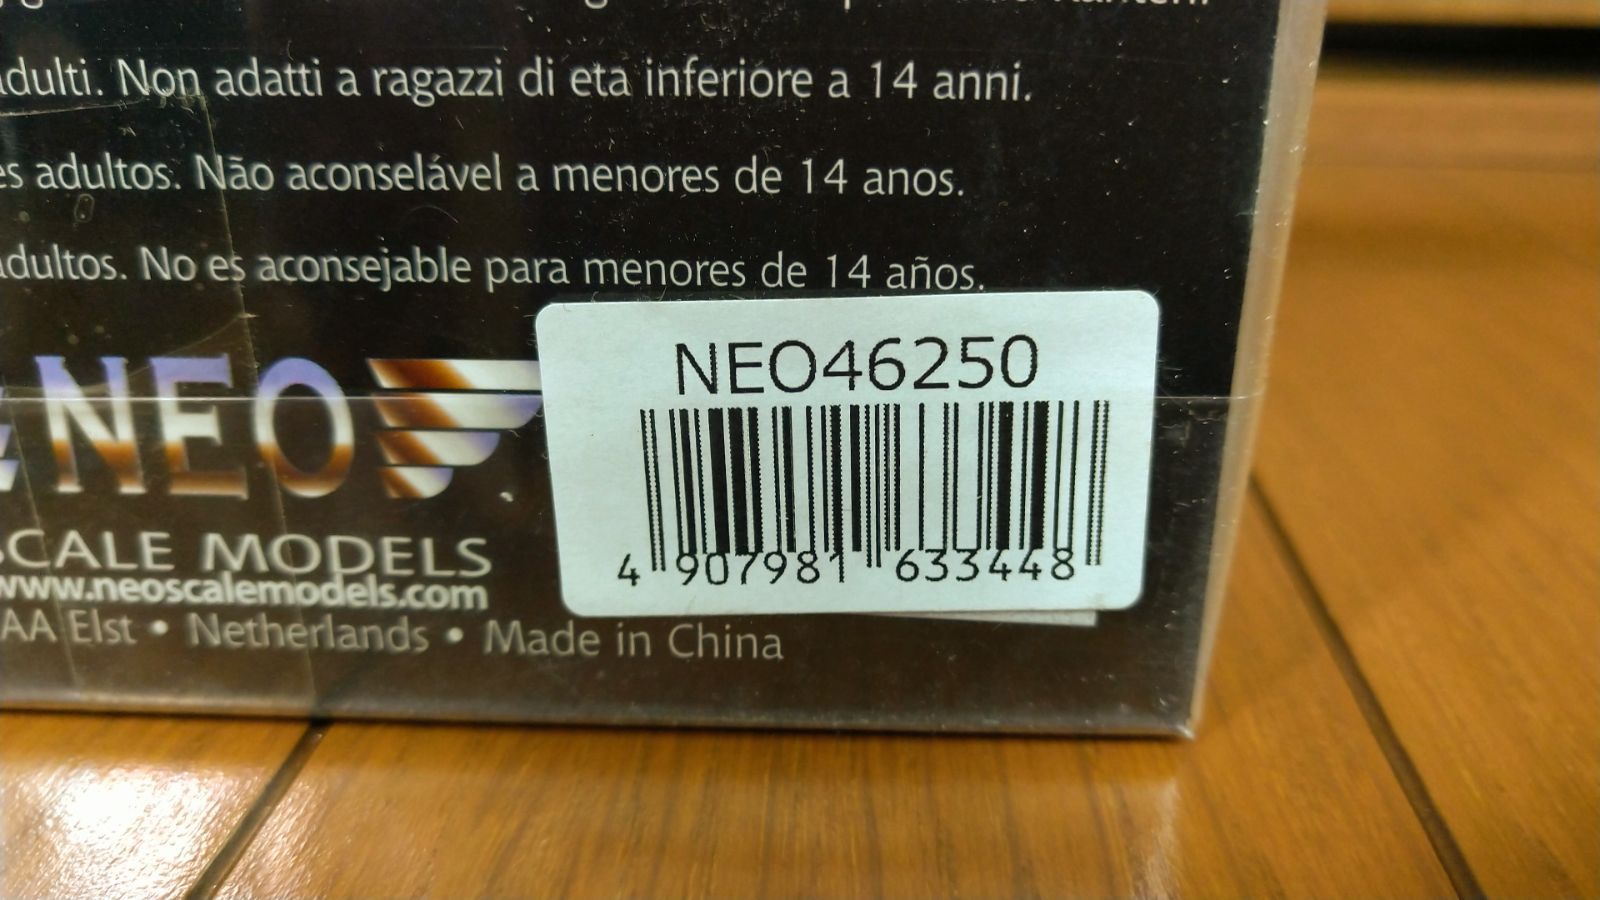 adulti. Non adatti a ragazzi di eta inferiore a 14 anni.
es adultos. Não aconselável a menores de 14 anos.
adultos. No es aconsejable para menores de 14 años.
NEO46250
NEO
SCALE MODELS
www.neoscalemodels.com
4 907981 633448
AA Elst • Netherlands • Made in China